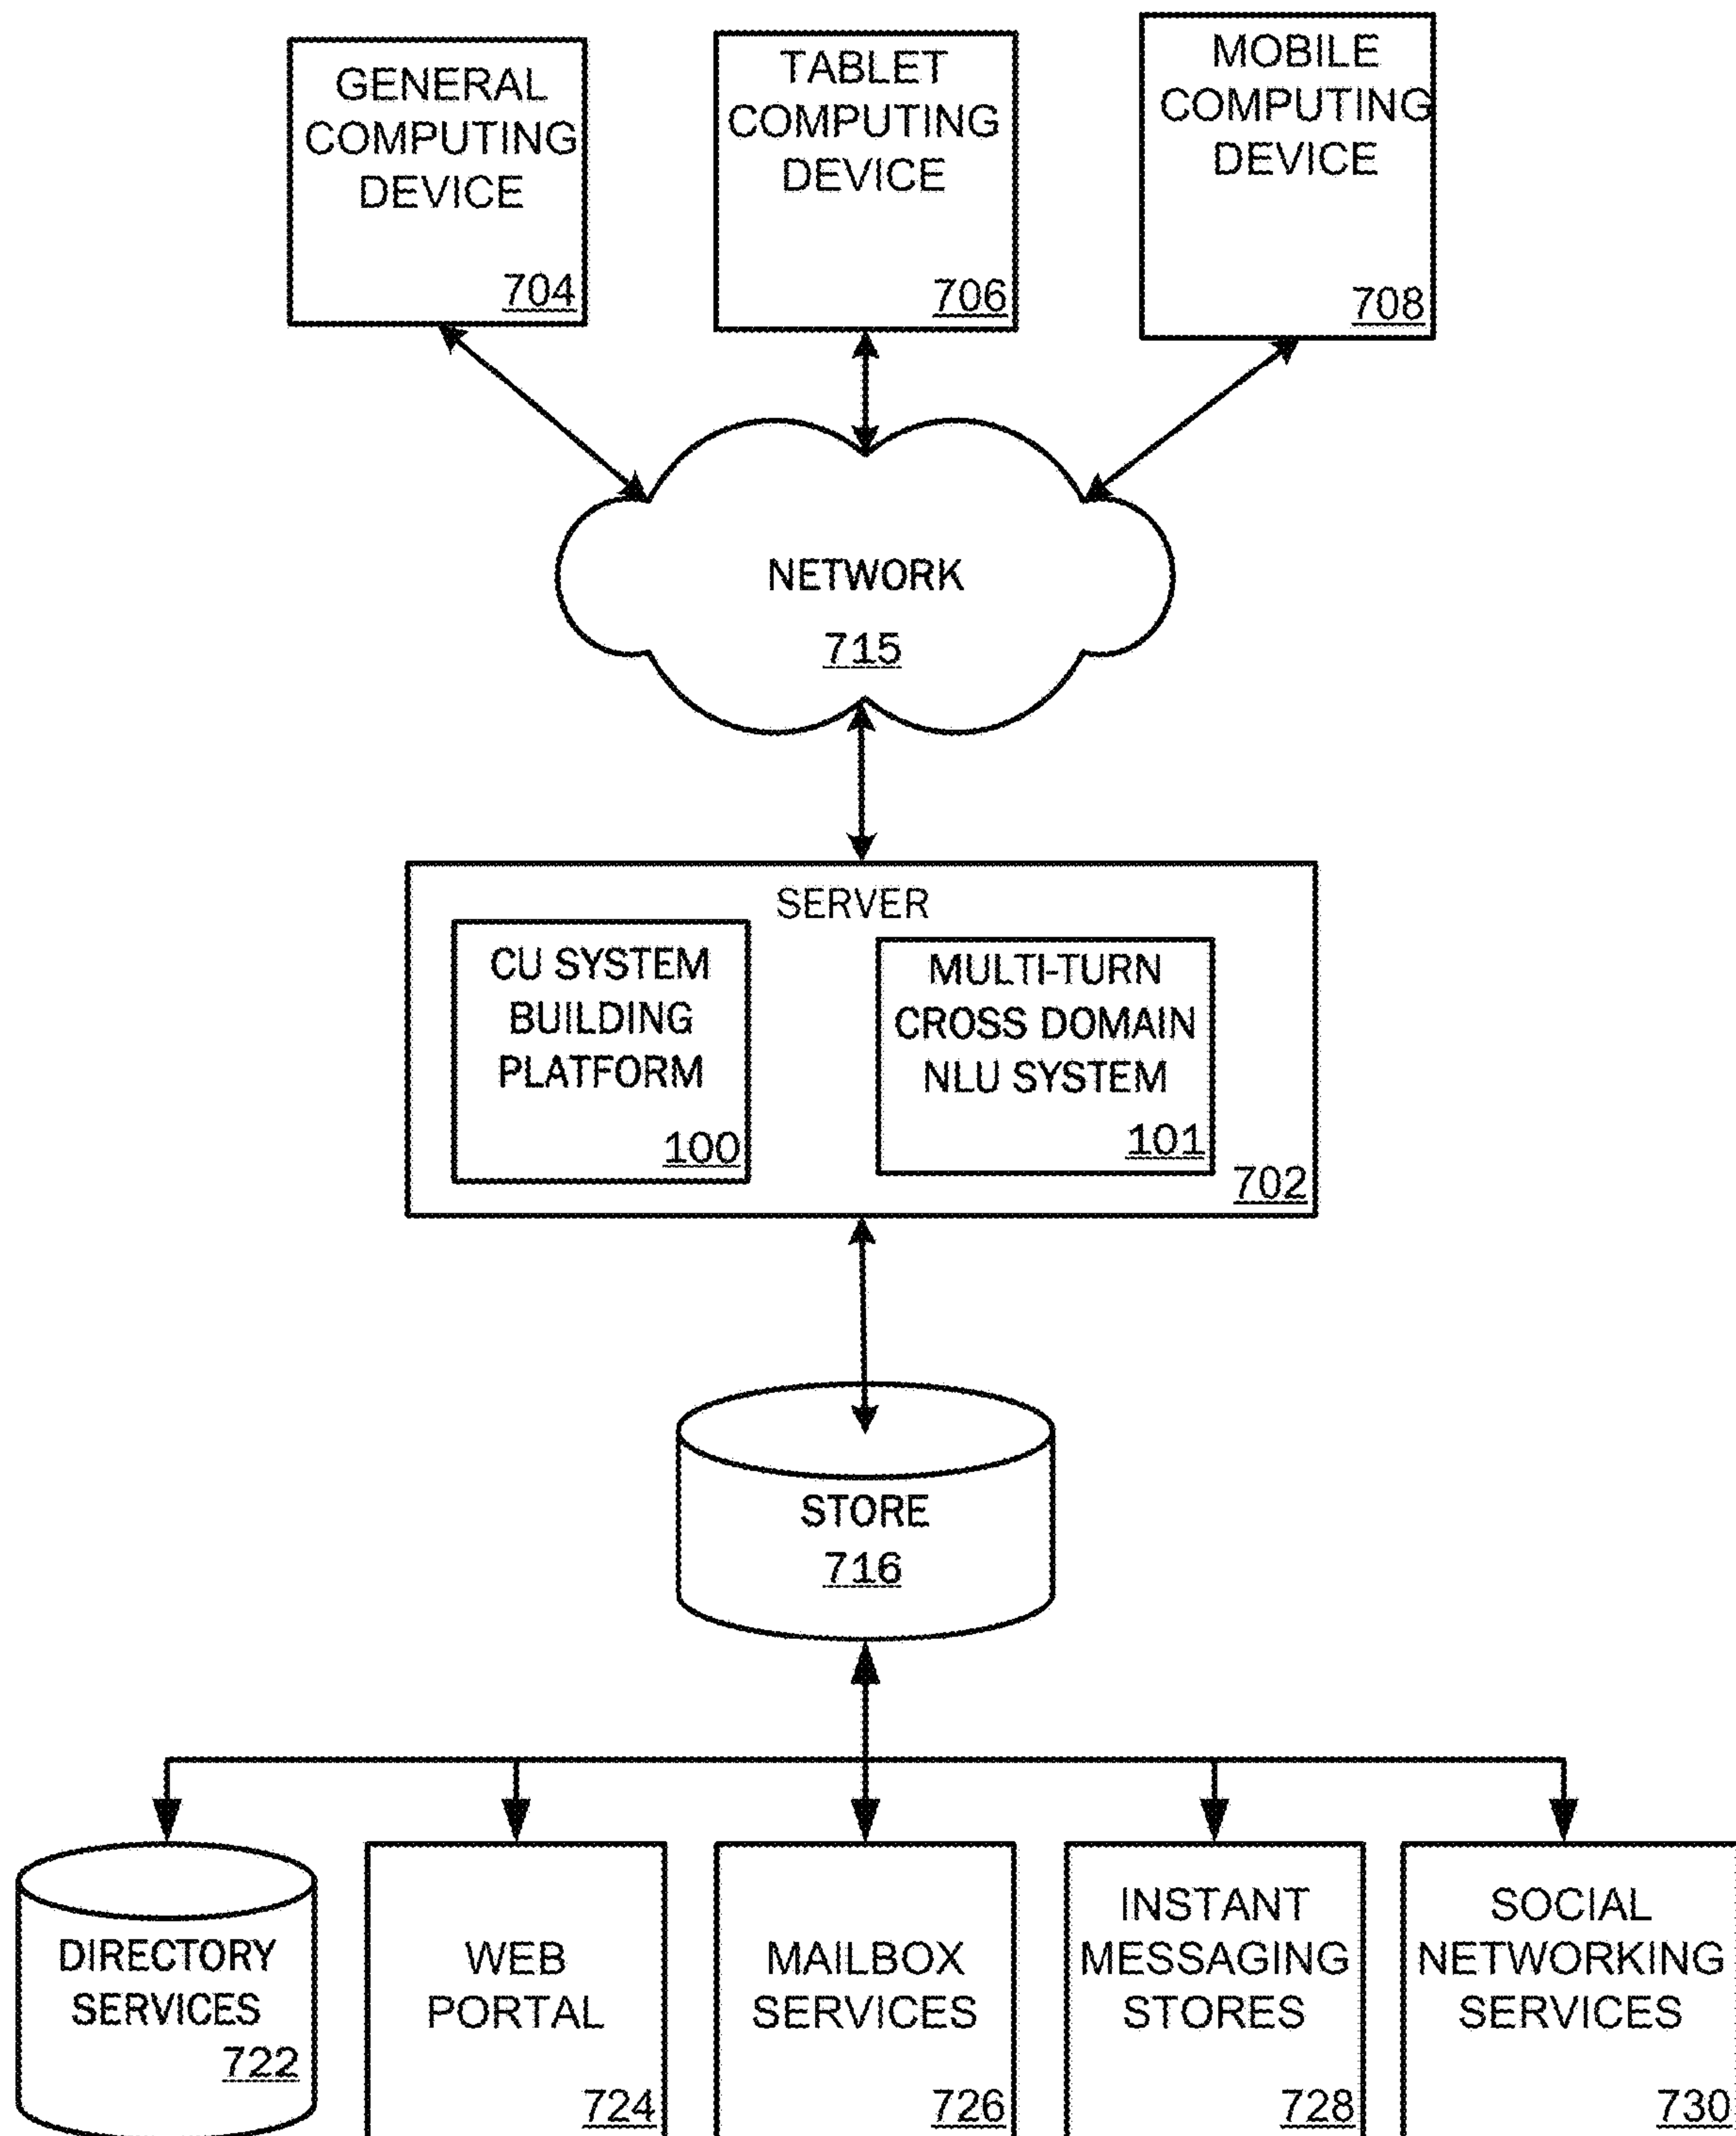 GENERAL
COMPUTING
DEVICE
704
TABLET
COMPUTING
DEVICE
706
MOBILE
COMPUTING
DEVICE
708
NETWORK
715
SERVER
CU SYSTEM
BUILDING
PLATFORM
100
MULTI-TURN
CROSS DOMAIN
NLU SYSTEM
101
702
STORE
716
DIRECTORY
SERVICES
722
WEB
PORTAL
724
MAILBOX
SERVICES
726
INSTANT
MESSAGING
STORES
728
SOCIAL
NETWORKING
SERVICES
730